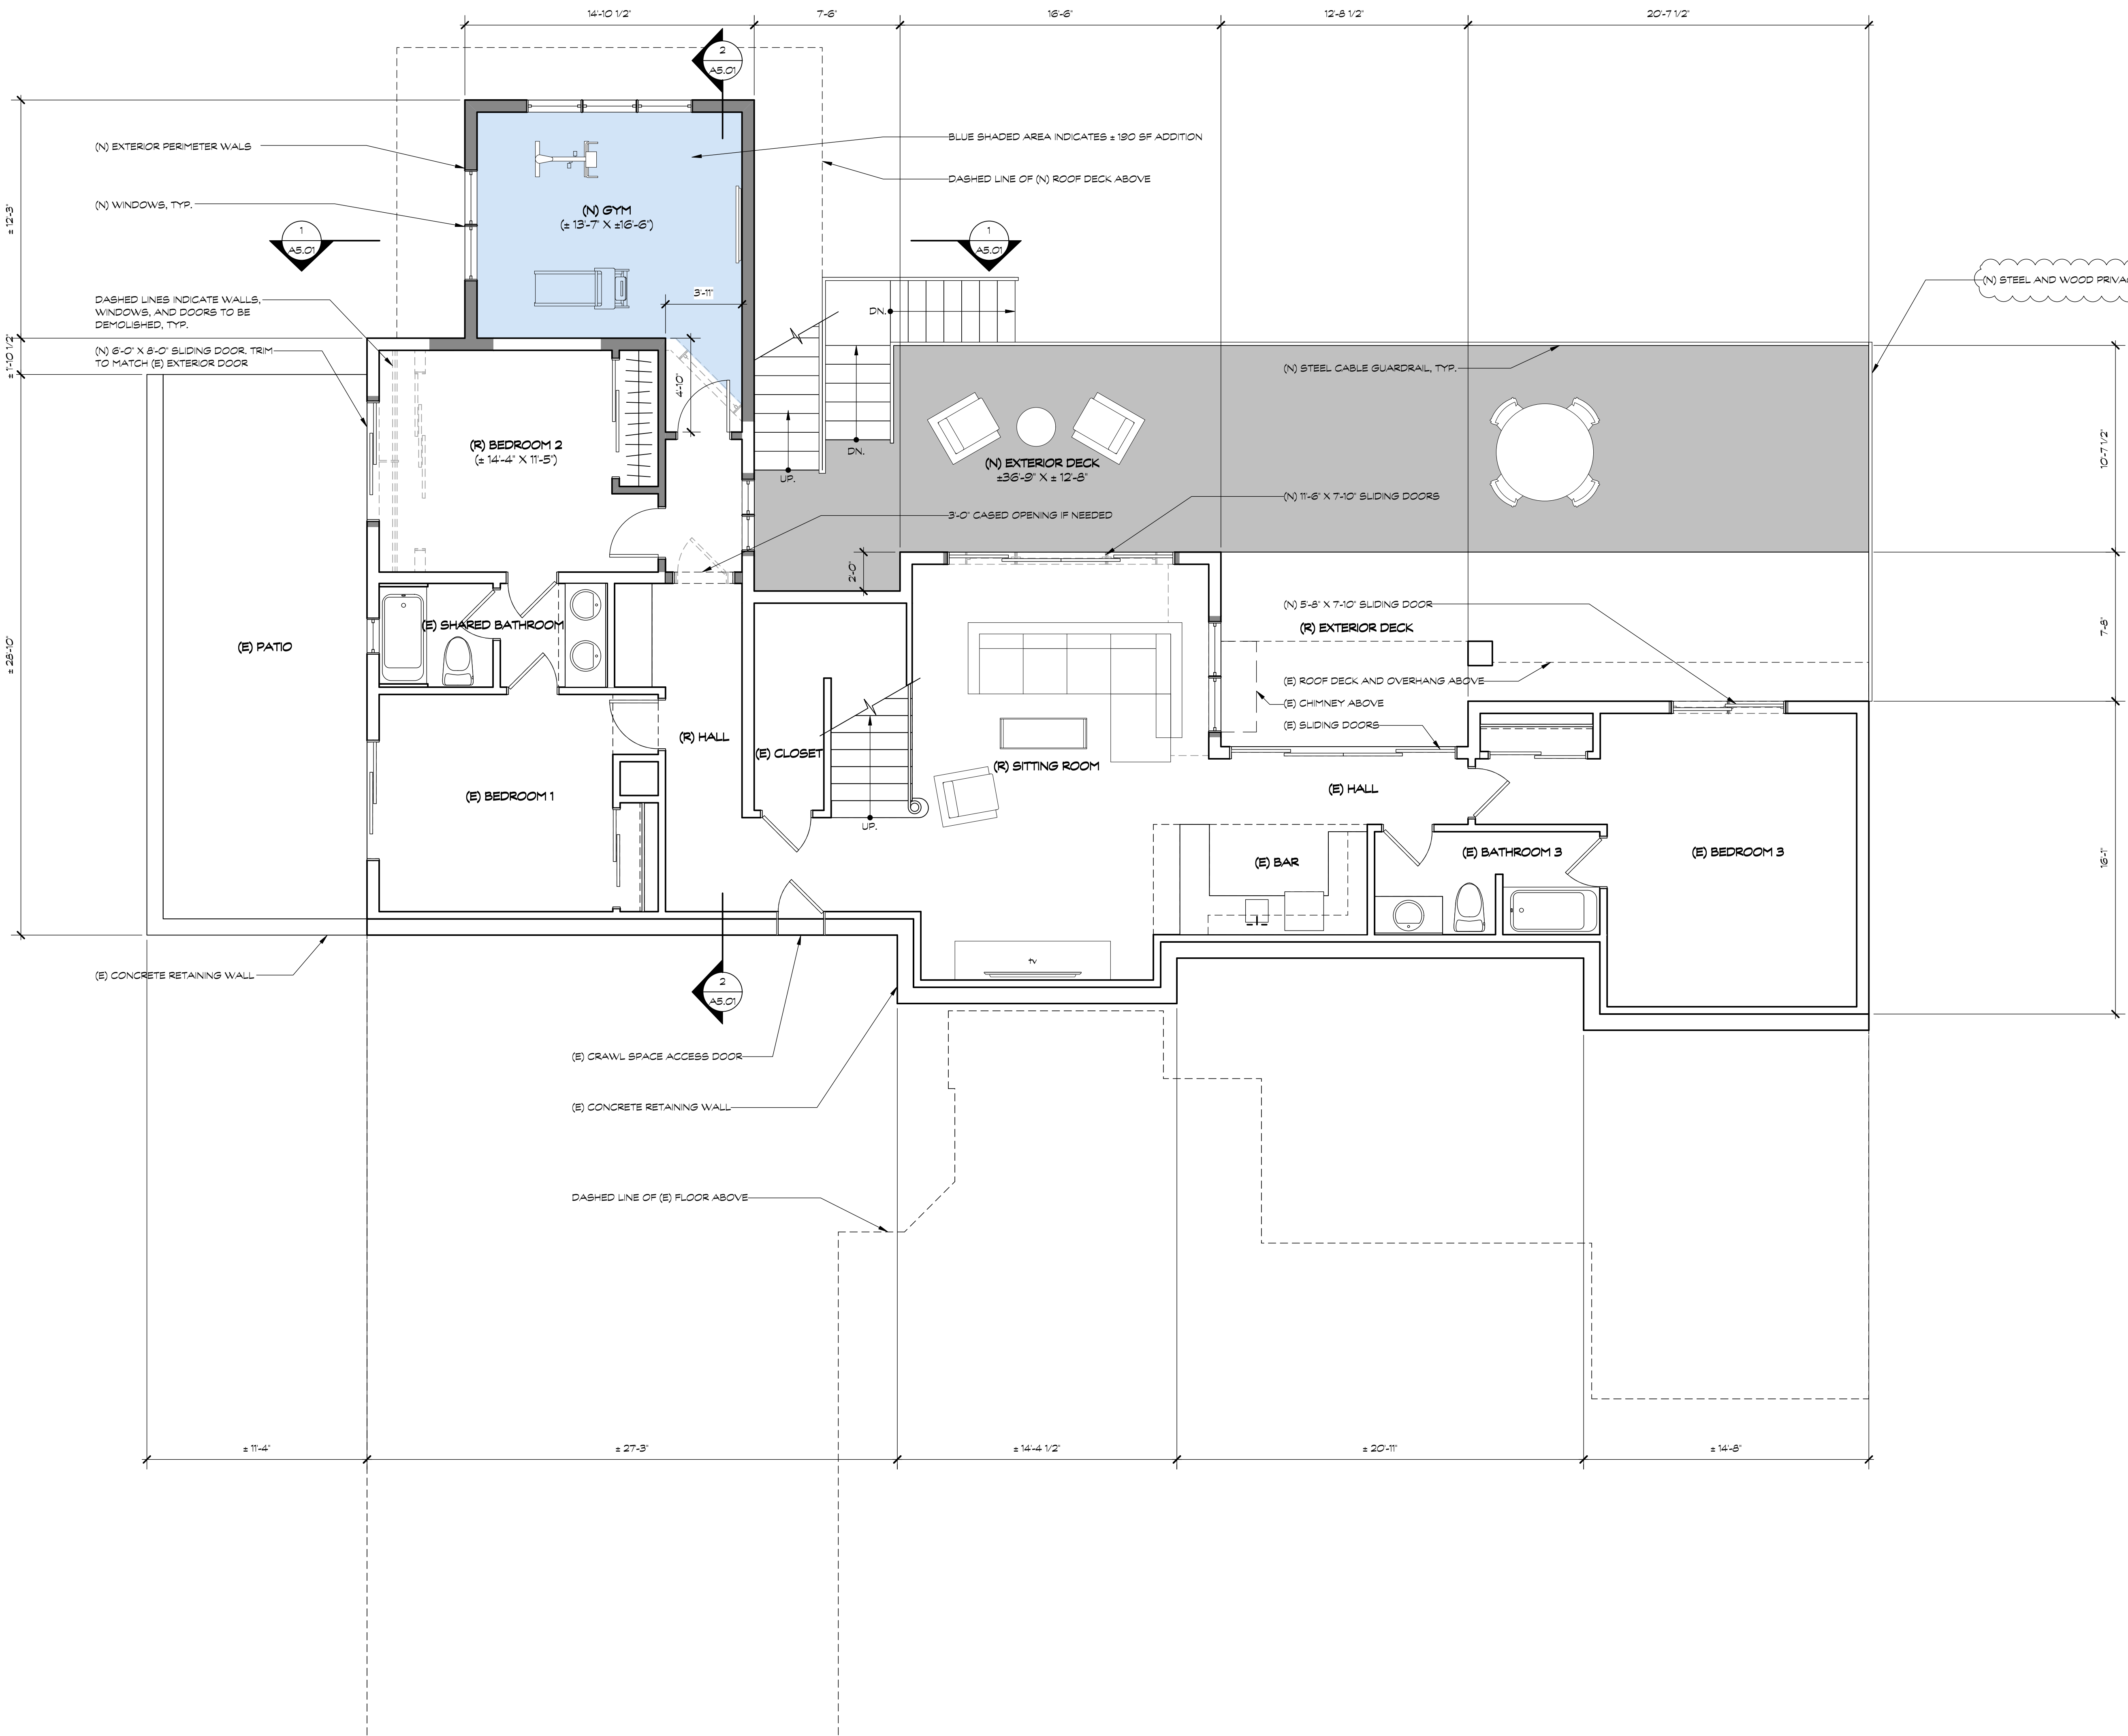 14'-10 1/2"
7'-6"
16'-6"
12'-8 1/2"
20'-7 1/2"
2
A5.01
(N) EXTERIOR PERIMETER WALS
(N) WINDOWS, TYP.
1
A5.01
DASHED LINES INDICATE WALLS,
WINDOWS, AND DOORS TO BE
DEMOLISHED, TYP.
(N) 6'-0" X 8'-0" SLIDING DOOR. TRIM
TO MATCH (E) EXTERIOR DOOR
± 12'-3"
± 1'-10 1/2"
± 28'-10"
BLUE SHADED AREA INDICATES ± 190 SF ADDITION
DASHED LINE OF (N) ROOF DECK ABOVE
(N) GYM
(± 13'-7" X ±16'-6")
3'-11"
4'-10"
1
A5.01
(N) STEEL AND WOOD
DN.
(N) STEEL CABLE GUARDRAIL, TYP.
(R) BEDROOM 2
(± 14'-4" X 11'-5")
DN.
UP.
(N) EXTERIOR DECK
±36'-9" X ± 12'-8"
(N) 11'-6" X 7'-10" SLIDING DOORS
3'-0" CASED OPENING IF NEEDED
2'-0"
10'-7 1/2"
7'-8"
16'-1"
(N) 5'-8" X 7'-10" SLIDING DOOR
(R) EXTERIOR DECK
(E) SHARED BATHROOM
(E) PATIO
(E) ROOF DECK AND OVERHANG ABOVE
(E) CHIMNEY ABOVE
(E) SLIDING DOORS
(R) HALL
(E) CLOSET
(R) SITTING ROOM
(E) HALL
(E) BEDROOM 1
UP.
(E) BAR
(E) BATHROOM 3
(E) BEDROOM 3
tv
(E) CONCRETE RETAINING WALL
2
A5.01
(E) CRAWL SPACE ACCESS DOOR
(E) CONCRETE RETAINING WALL
DASHED LINE OF (E) FLOOR ABOVE
± 11'-4"
± 27'-3"
± 14'-4 1/2"
± 20'-11"
± 14'-8"